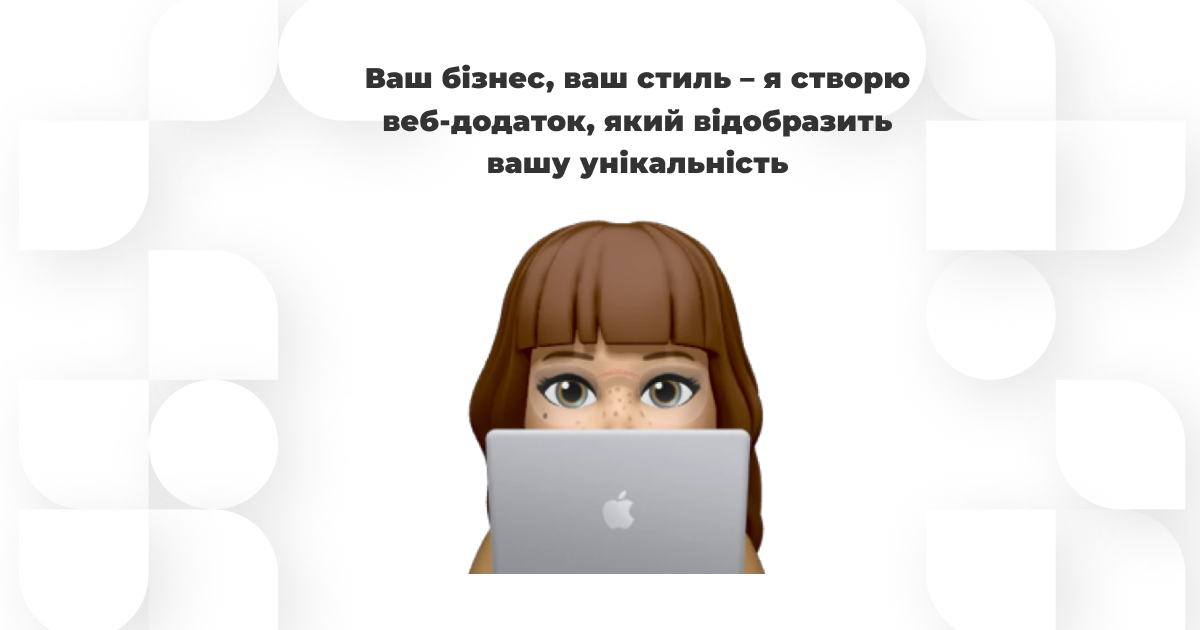 Ваш бізнес, ваш стиль – я створю
веб-додаток, який відобразить
вашу унікальність